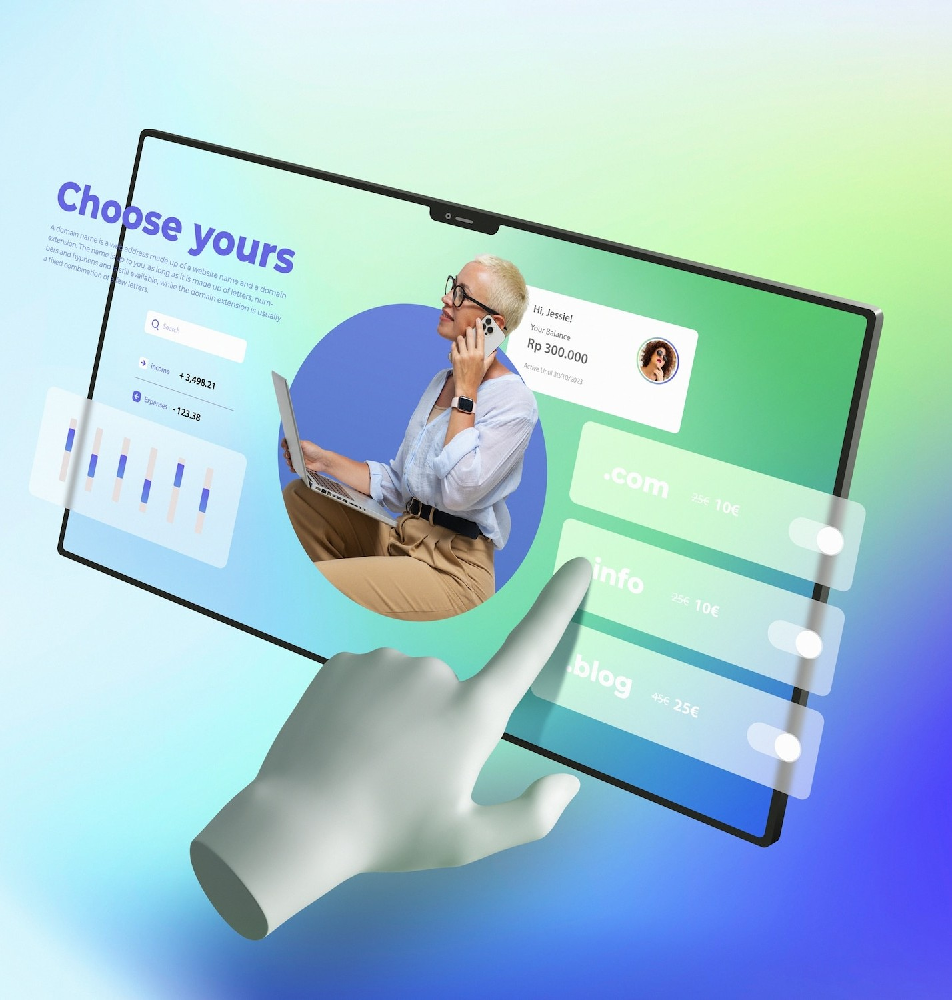 Choose yours
A domain name is a web address made up of a website name and a domain
extension. The name is up to you, as long as it is made up of letters, num-
bers and hyphens and is still available, while the domain extension is usually
a fixed combination of a few letters.
Search
income + 3,498.21
Expenses - 123.38
Hi, Jessie!
Your Balance
Rp 300.000
Active Until 30/10/2023
.com 25€ 10€
.info 25€ 10€
.blog 45€ 25€